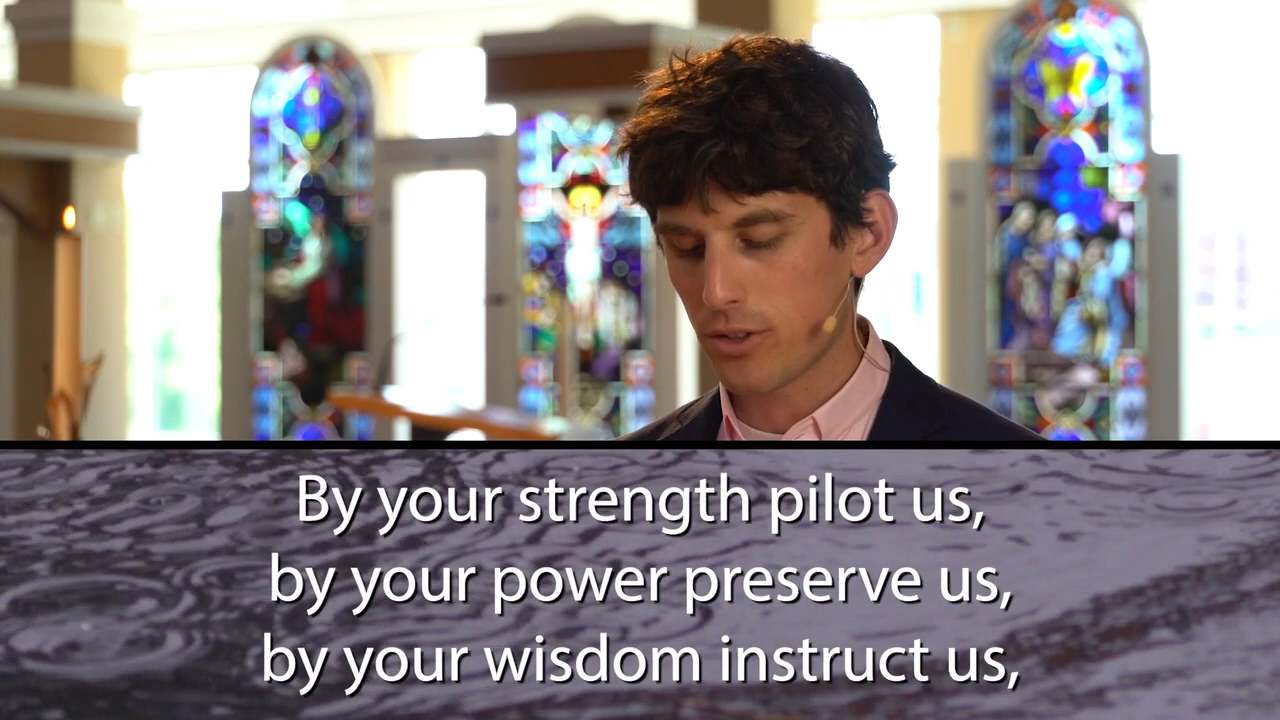 By your strength pilot us,
by your power preserve us,
by your wisdom instruct us,